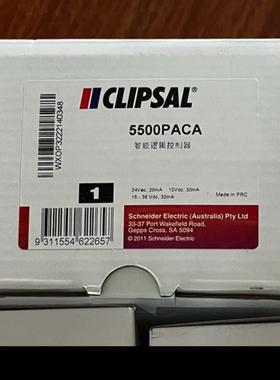 CLIPSAL®
5500PACA
智能逻辑控制器
WXOP3222140348
1
24Vac, 20mA 12Vdc, 30mA Made in PRC
15 - 36 Vdc, 32mA
Schneider Electric (Australia) Pty Ltd
33-37 Port Wakefield Road,
Gepps Cross, SA 5094
© 2011 Schneider Electric
9 311554 622657